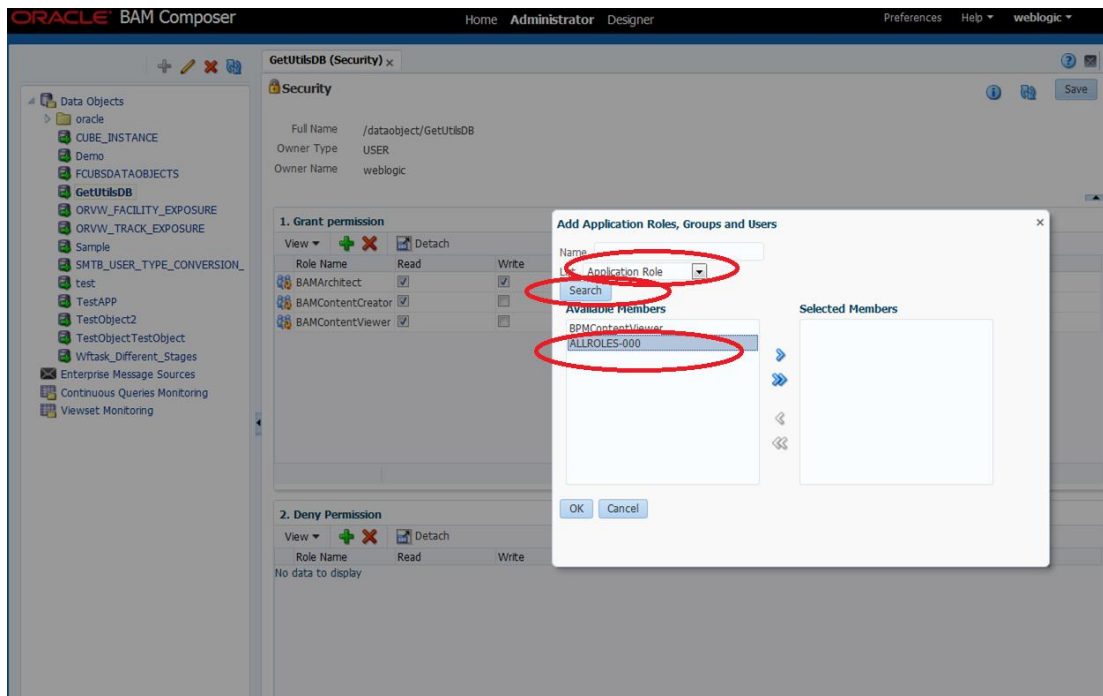 ORACLE BAM Composer
Home Administrator Designer
Preferences Help weblogic
GetUtilsDB (Security)
Security
Save
Full Name /dataobject/GetUtilsDB
Owner Type USER
Owner Name weblogic
Data Objects
oracle
CUBE_INSTANCE
Demo
FCUBSDATAOBJECTS
GetUtilsDB
ORVW_FACILITY_EXPOSURE
ORVW_TRACK_EXPOSURE
Sample
SMTB_USER_TYPE_CONVERSION_
test
TestAPP
TestObject2
TestObjectTestObject
Wftask_Different_Stages
Enterprise Message Sources
Continuous Queries Monitoring
Viewset Monitoring
1. Grant permission
View Detach
Role Name Read Write
BAMArchitect
BAMContentCreator
BAMContentViewer
2. Deny Permission
View Detach
Role Name Read Write
No data to display
Add Application Roles, Groups and Users
Name
Application Role
Search
Available Members Selected Members
BPMContentViewer
ALLROLES-000
OK Cancel